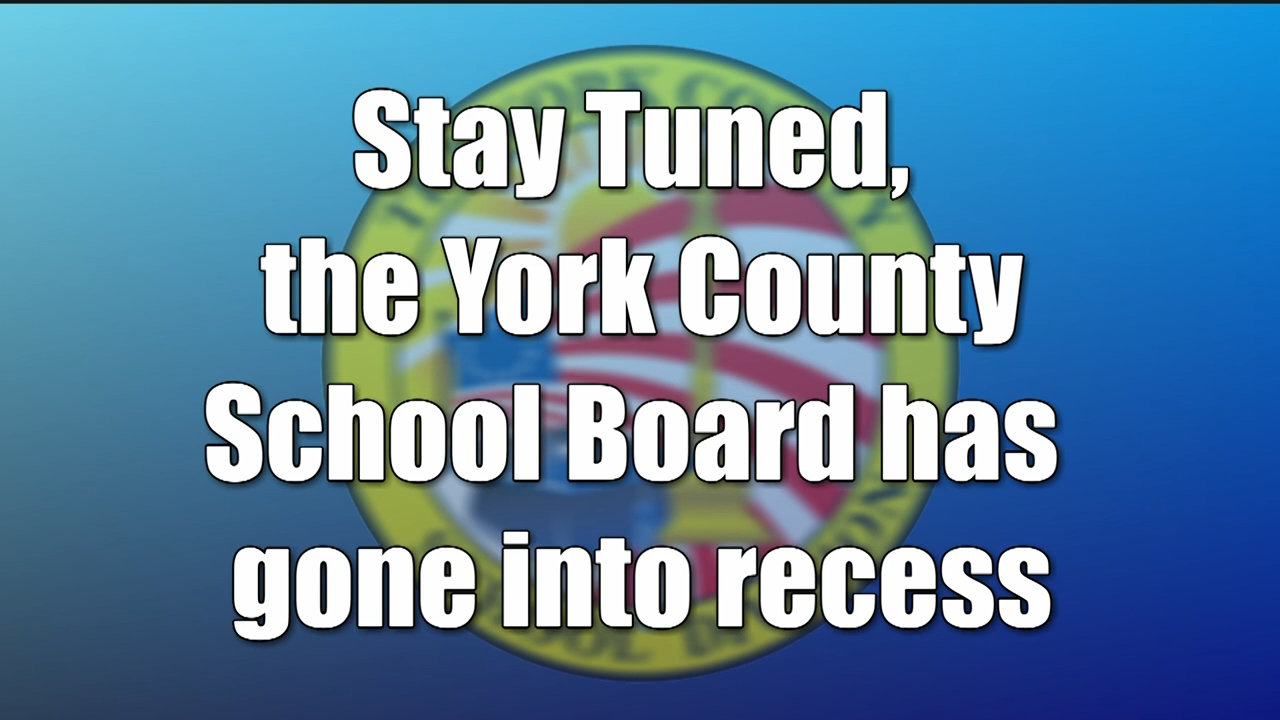 Stay Tuned,
the York County
School Board has
gone into recess